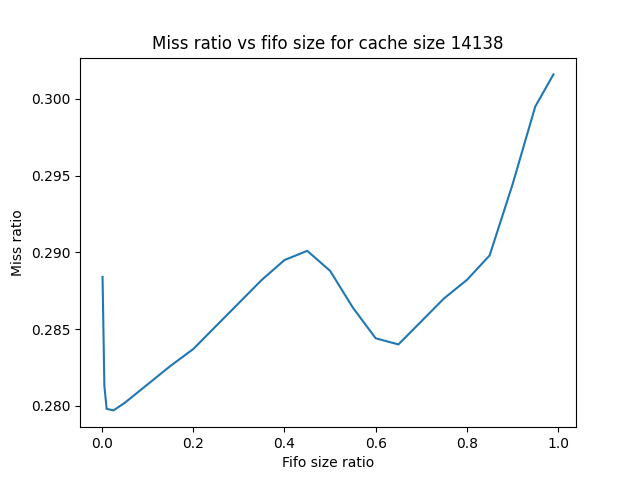 Miss ratio vs fifo size for cache size 14138
0.300
0.295
0.290
0.285
0.280
Miss ratio
0.0 0.2 0.4 0.6 0.8 1.0
Fifo size ratio